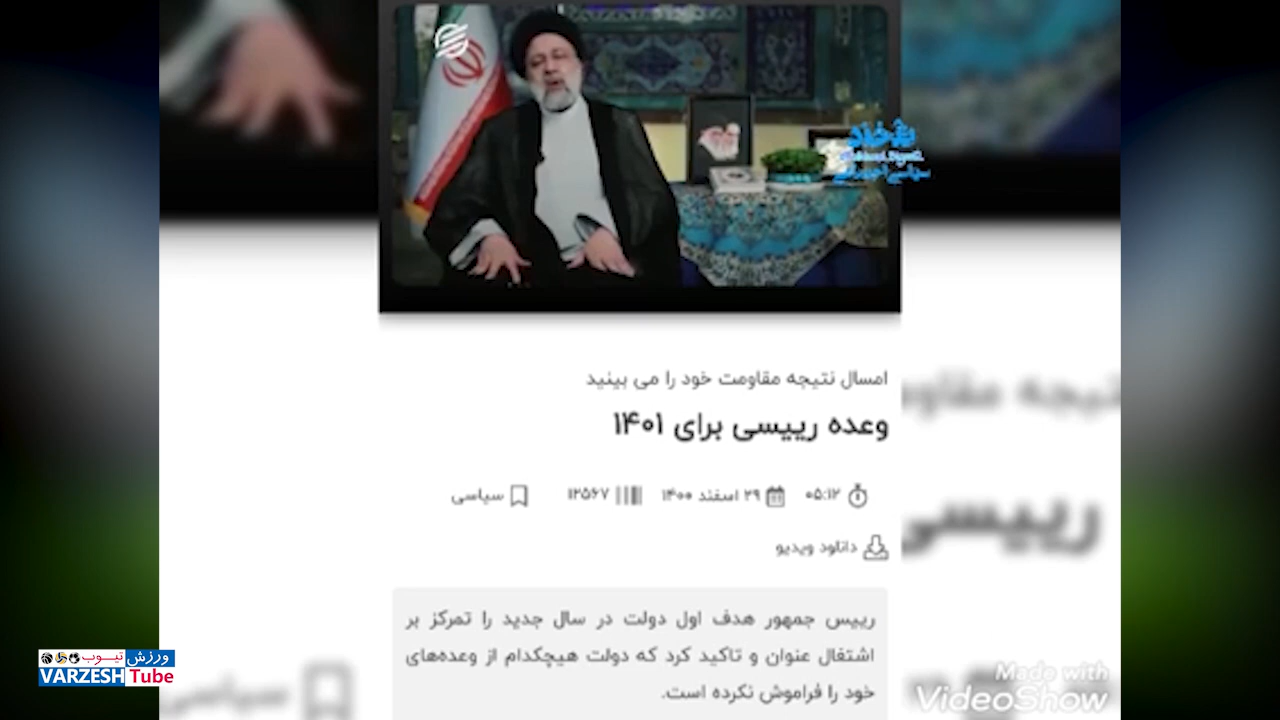 امسال نتیجه مقاومت خود را می بینید
وعده رییسی برای ۱۴۰۱
۰۵:۱۲ ۲۹ اسفند ۱۴۰۰ ۱۲۵۶۷ سیاسی
دانلود ویدیو
رییس جمهور هدف اول دولت در سال جدید را تمرکز بر
اشتغال عنوان و تاکید کرد که دولت هیچکدام از وعده‌های
خود را فراموش نکرده است.
ورزش تیوب
VARZESH Tube
Made with
VideoShow